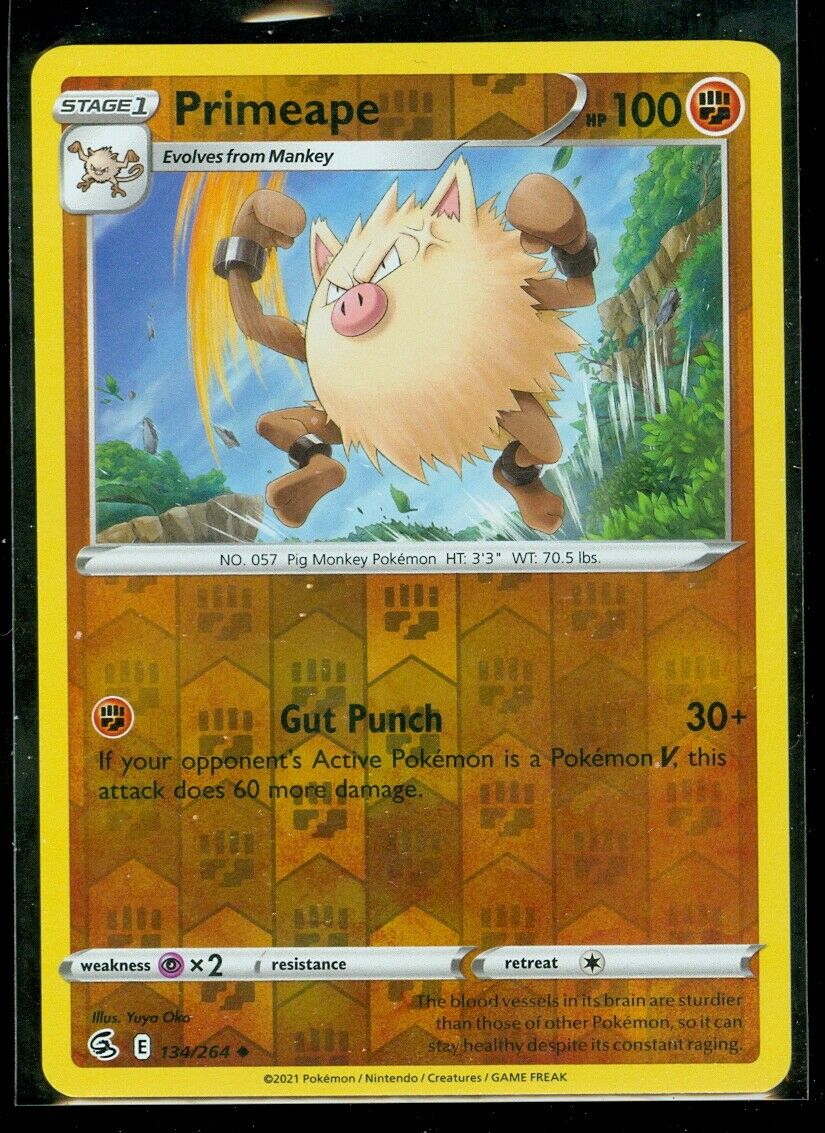 STAGE 1
Primeape
HP 100
Evolves from Mankey
NO. 057 Pig Monkey Pokémon HT: 3'3" WT: 70.5 lbs.
Gut Punch 30+
If your opponent's Active Pokémon is a Pokémon V, this
attack does 60 more damage.
weakness ×2 resistance retreat
Illus. Yuya Oka
The blood vessels in its brain are sturdier
than those of other Pokémon, so it can
stay healthy despite its constant raging.
E 134/264
©2021 Pokémon / Nintendo / Creatures / GAME FREAK